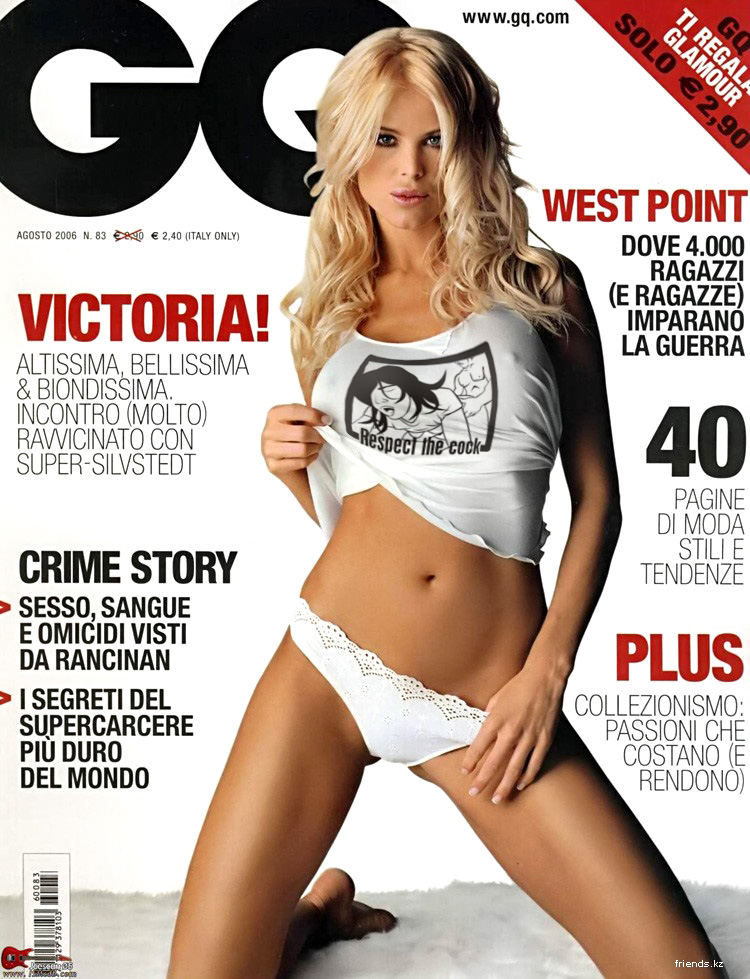 GQ
www.gq.com
GQ
TI REGALA
GLAMOUR
SOLO € 2,90
AGOSTO 2006 N. 83 € 2,90 € 2,40 (ITALY ONLY)
VICTORIA!
ALTISSIMA, BELLISSIMA
& BIONDISSIMA.
INCONTRO (MOLTO)
RAVVICINATO CON
SUPER-SILVSTEDT
WEST POINT
DOVE 4.000
RAGAZZI
(E RAGAZZE)
IMPARANO
LA GUERRA
Respect the cock
40
PAGINE
DI MODA
STILI E
TENDENZE
CRIME STORY
SESSO, SANGUE
E OMICIDI VISTI
DA RANCINAN
I SEGRETI DEL
SUPERCARCERE
PIÙ DURO
DEL MONDO
PLUS
COLLEZIONISMO:
PASSIONI CHE
COSTANO (E
RENDONO)
60083
friends.kz